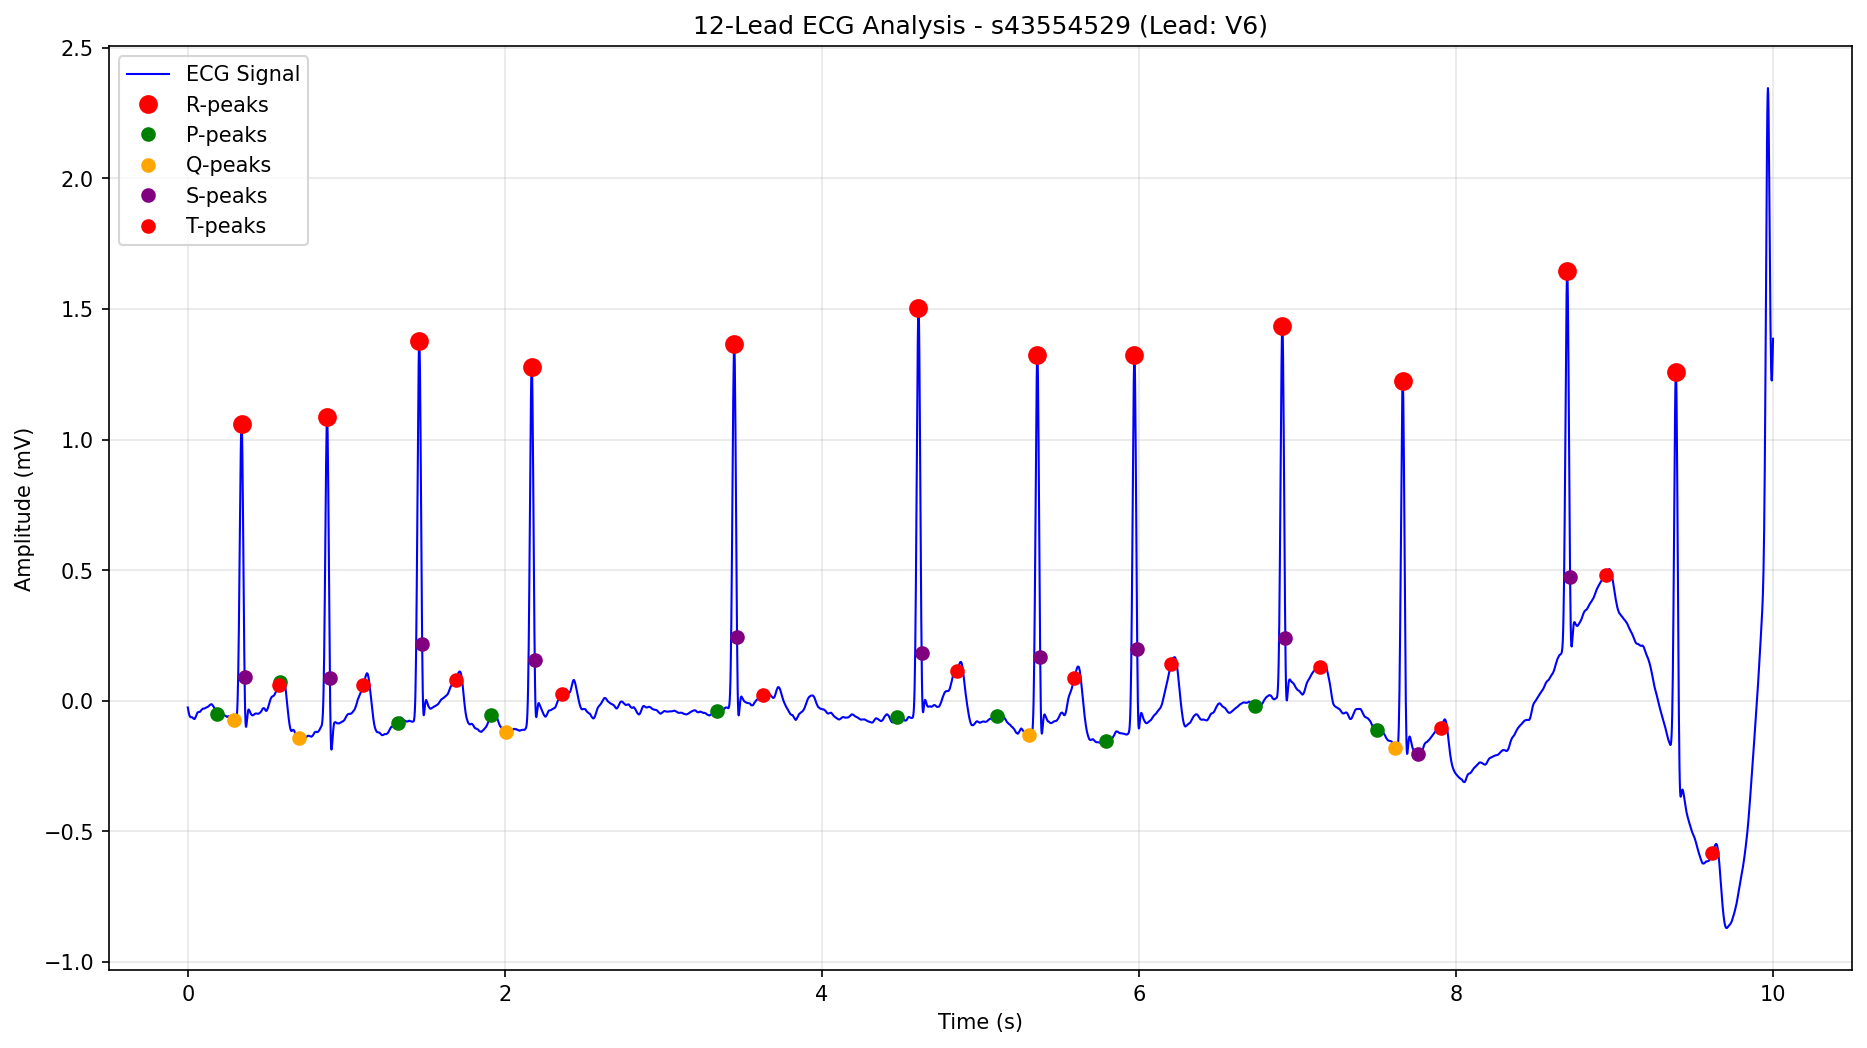 12-Lead ECG Analysis - s43554529 (Lead: V6)
ECG Signal
R-peaks
P-peaks
Q-peaks
S-peaks
T-peaks
Amplitude (mV)
2.5
2.0
1.5
1.0
0.5
0.0
−0.5
−1.0
0 2 4 6 8 10
Time (s)